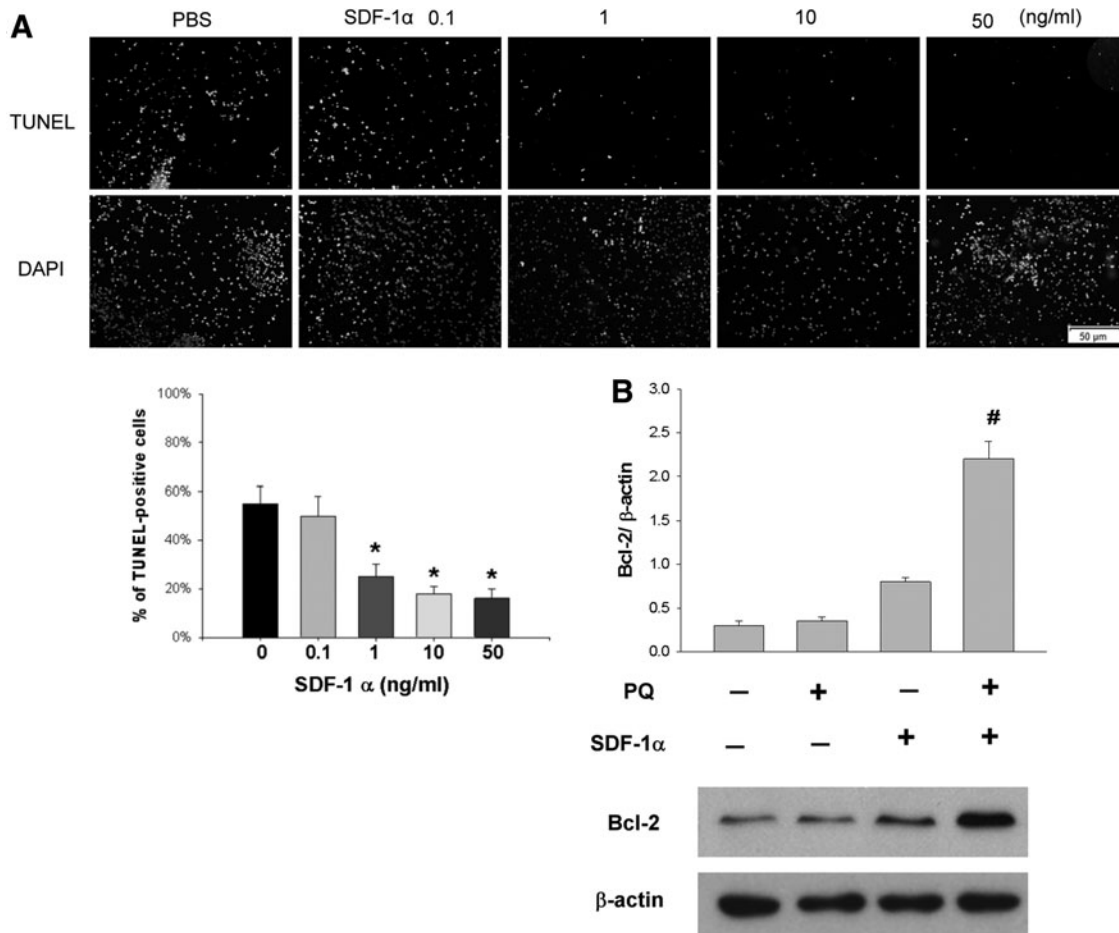 A
PBS SDF-1α 0.1 1 10 50 (ng/ml)
TUNEL
DAPI
50 µm
100%
80%
60%
40%
20%
0%
% of TUNEL-positive cells
* * *
0 0.1 1 10 50
SDF-1 α (ng/ml)
B
3.0
2.5
2.0
1.5
1.0
0.5
0.0
Bcl-2/ β-actin
#
PQ − + − +
SDF-1α − − + +
Bcl-2
β-actin